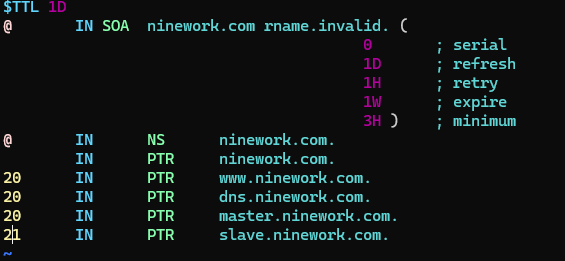 $TTL 1D
@       IN SOA  ninework.com rname.invalid. (
                                        0       ; serial
                                        1D      ; refresh
                                        1H      ; retry
                                        1W      ; expire
                                        3H )    ; minimum
@       IN      NS      ninework.com.
        IN      PTR     ninework.com.
20      IN      PTR     www.ninework.com.
20      IN      PTR     dns.ninework.com.
20      IN      PTR     master.ninework.com.
21      IN      PTR     slave.ninework.com.
~